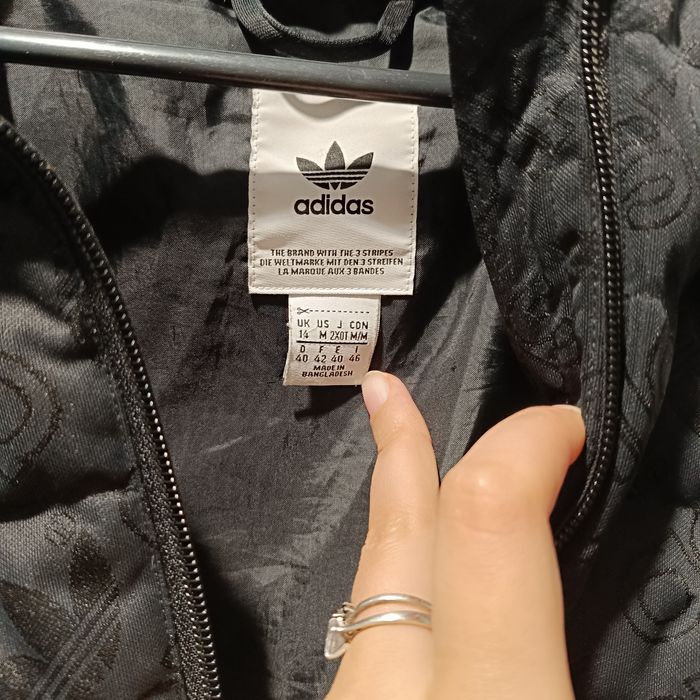 adidas
THE BRAND WITH THE 3 STRIPES
DIE WELTMARKE MIT DEN 3 STREIFEN
LA MARQUE AUX 3 BANDES
UK US J CON
14 M 2XOT M/M
D F E I
40 42 40 46
MADE IN
BANGLADESH